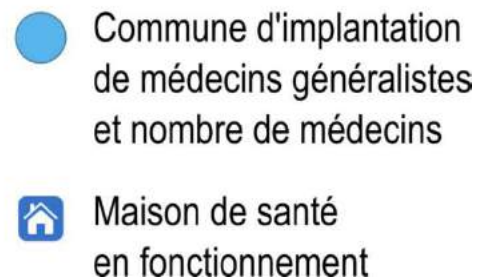 Commune d'implantation
de médecins généralistes
et nombre de médecins
Maison de santé
en fonctionnement